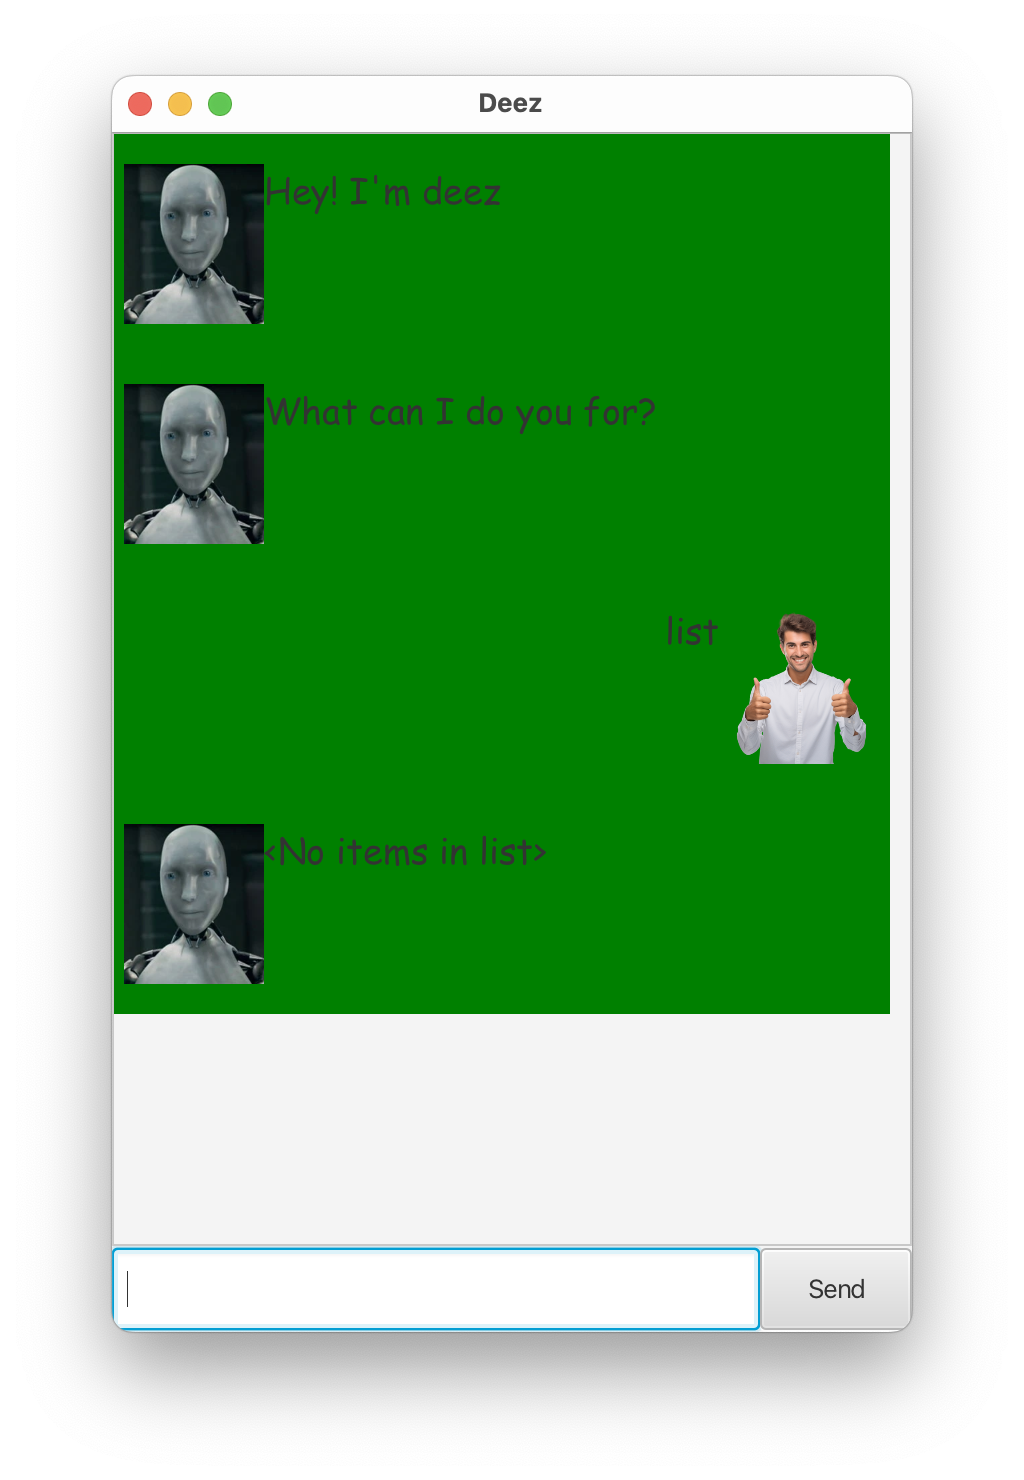 Deez
Hey! I'm deez
What can I do you for?
list
<No items in list>
Send